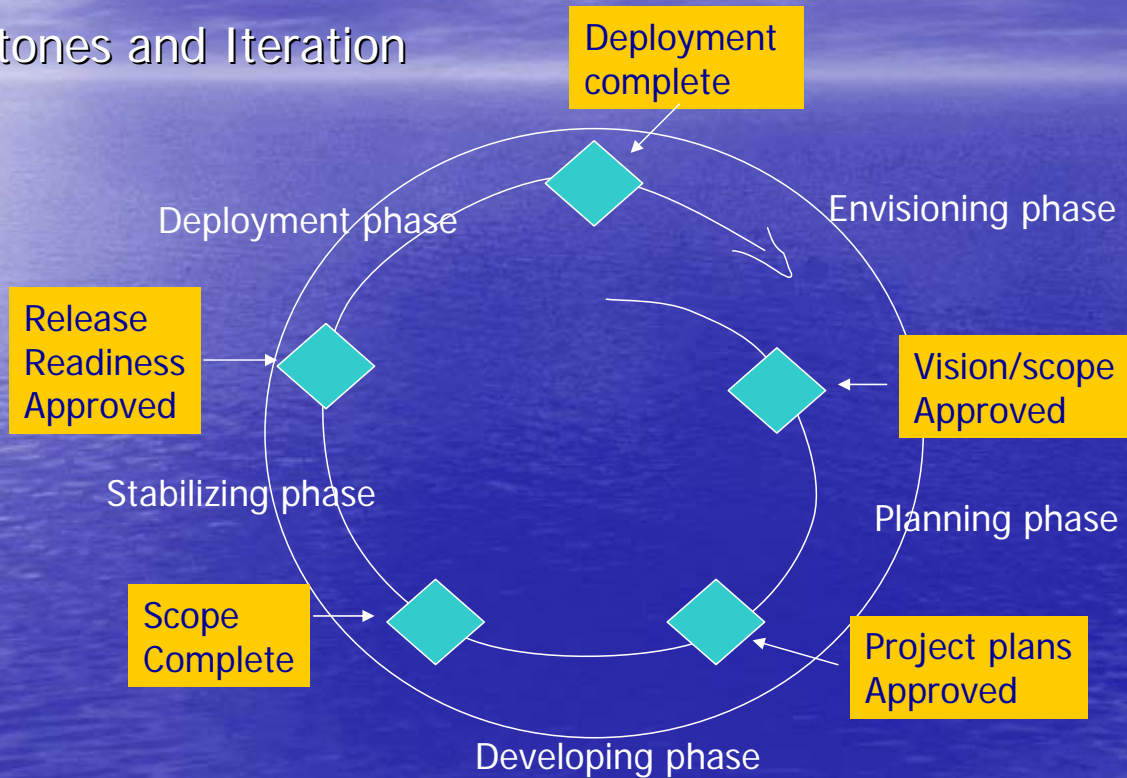 tones and Iteration
Deployment
complete
Envisioning phase
Deployment phase
Release
Readiness
Approved
Vision/scope
Approved
Stabilizing phase
Planning phase
Scope
Complete
Project plans
Approved
Developing phase